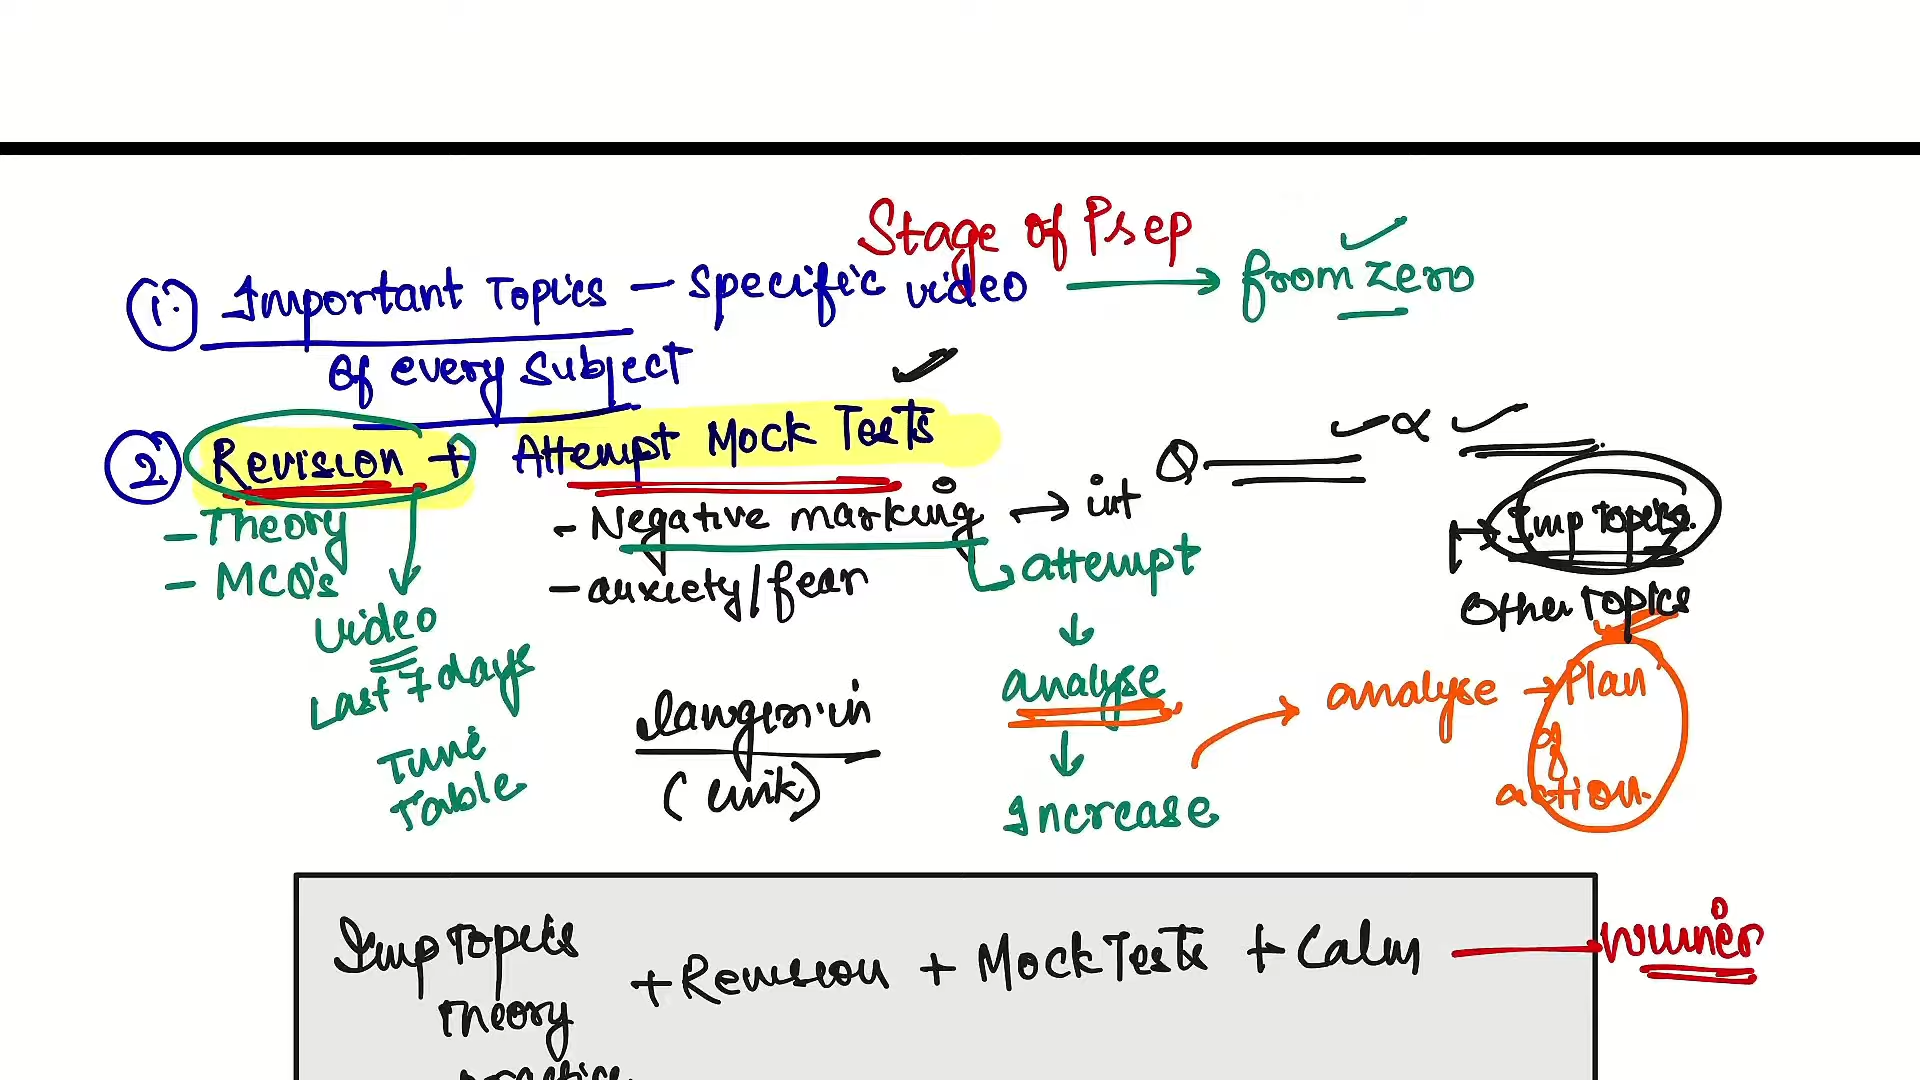 Stage of Prep
1. Important Topics - specific video → from zero
of every subject
2 Revision + Attempt Mock Tests
- Theory
- MCQ's
Video
Last 7 days
Time
Table
- Negative marking → int
- anxiety/fear
attempt
↓
analyse
↓
Increase
(link)
Q
✓ ∝ ✓
Imp Topics.
Other Topics
analyse → Plan
of
action.
Imp Topics
Theory
+ Revision + Mock Tests + Calm
Winner
practice